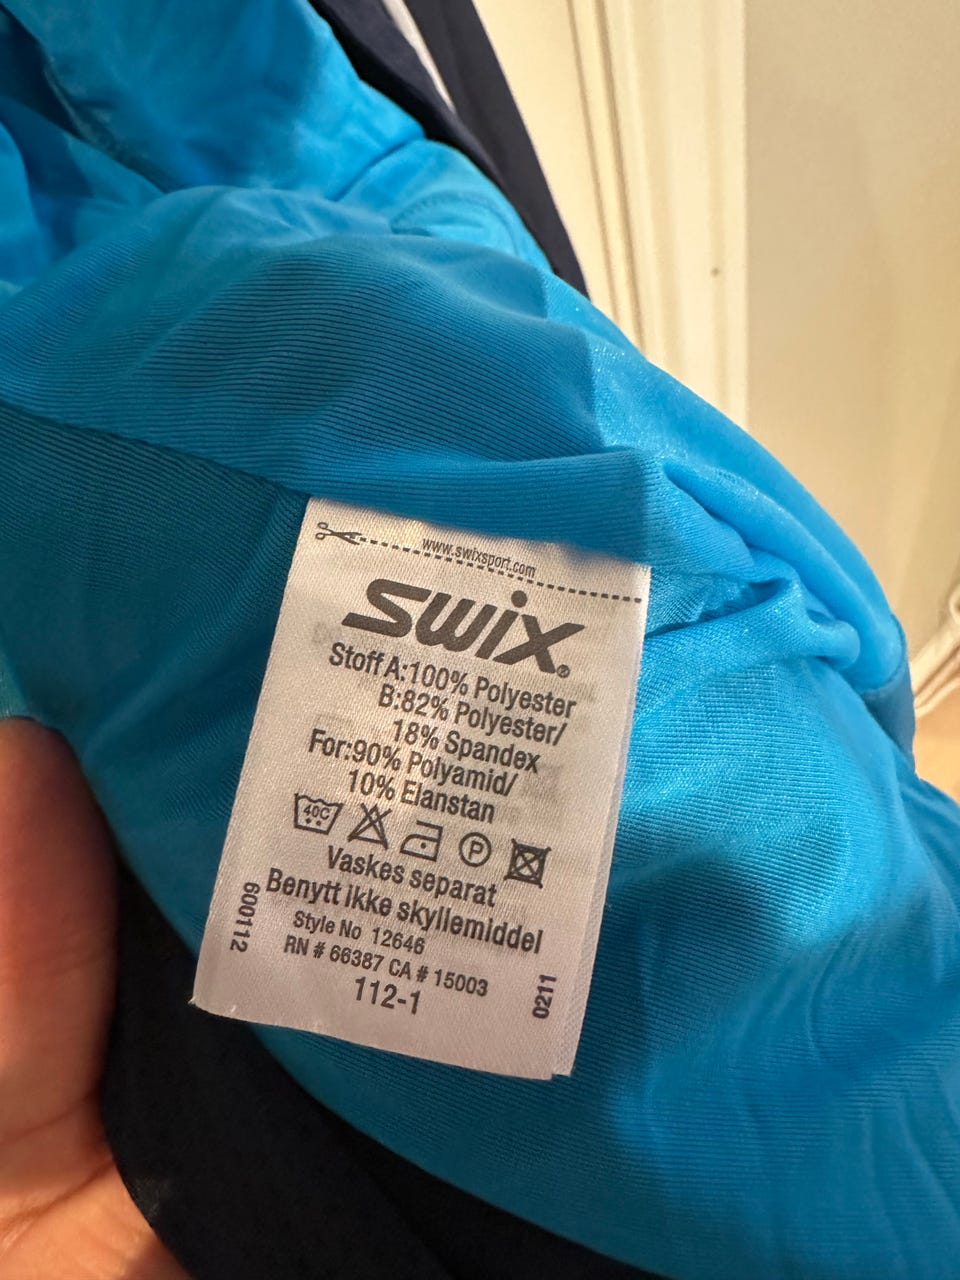 www.swixsport.com
swix®
Stoff A:100% Polyester
B:82% Polyester/
18% Spandex
For:90% Polyamid/
10% Elanstan
40C P
Vaskes separat
Benytt ikke skyllemiddel
Style No 12646
RN # 66387 CA # 15003
112-1
600112
0211